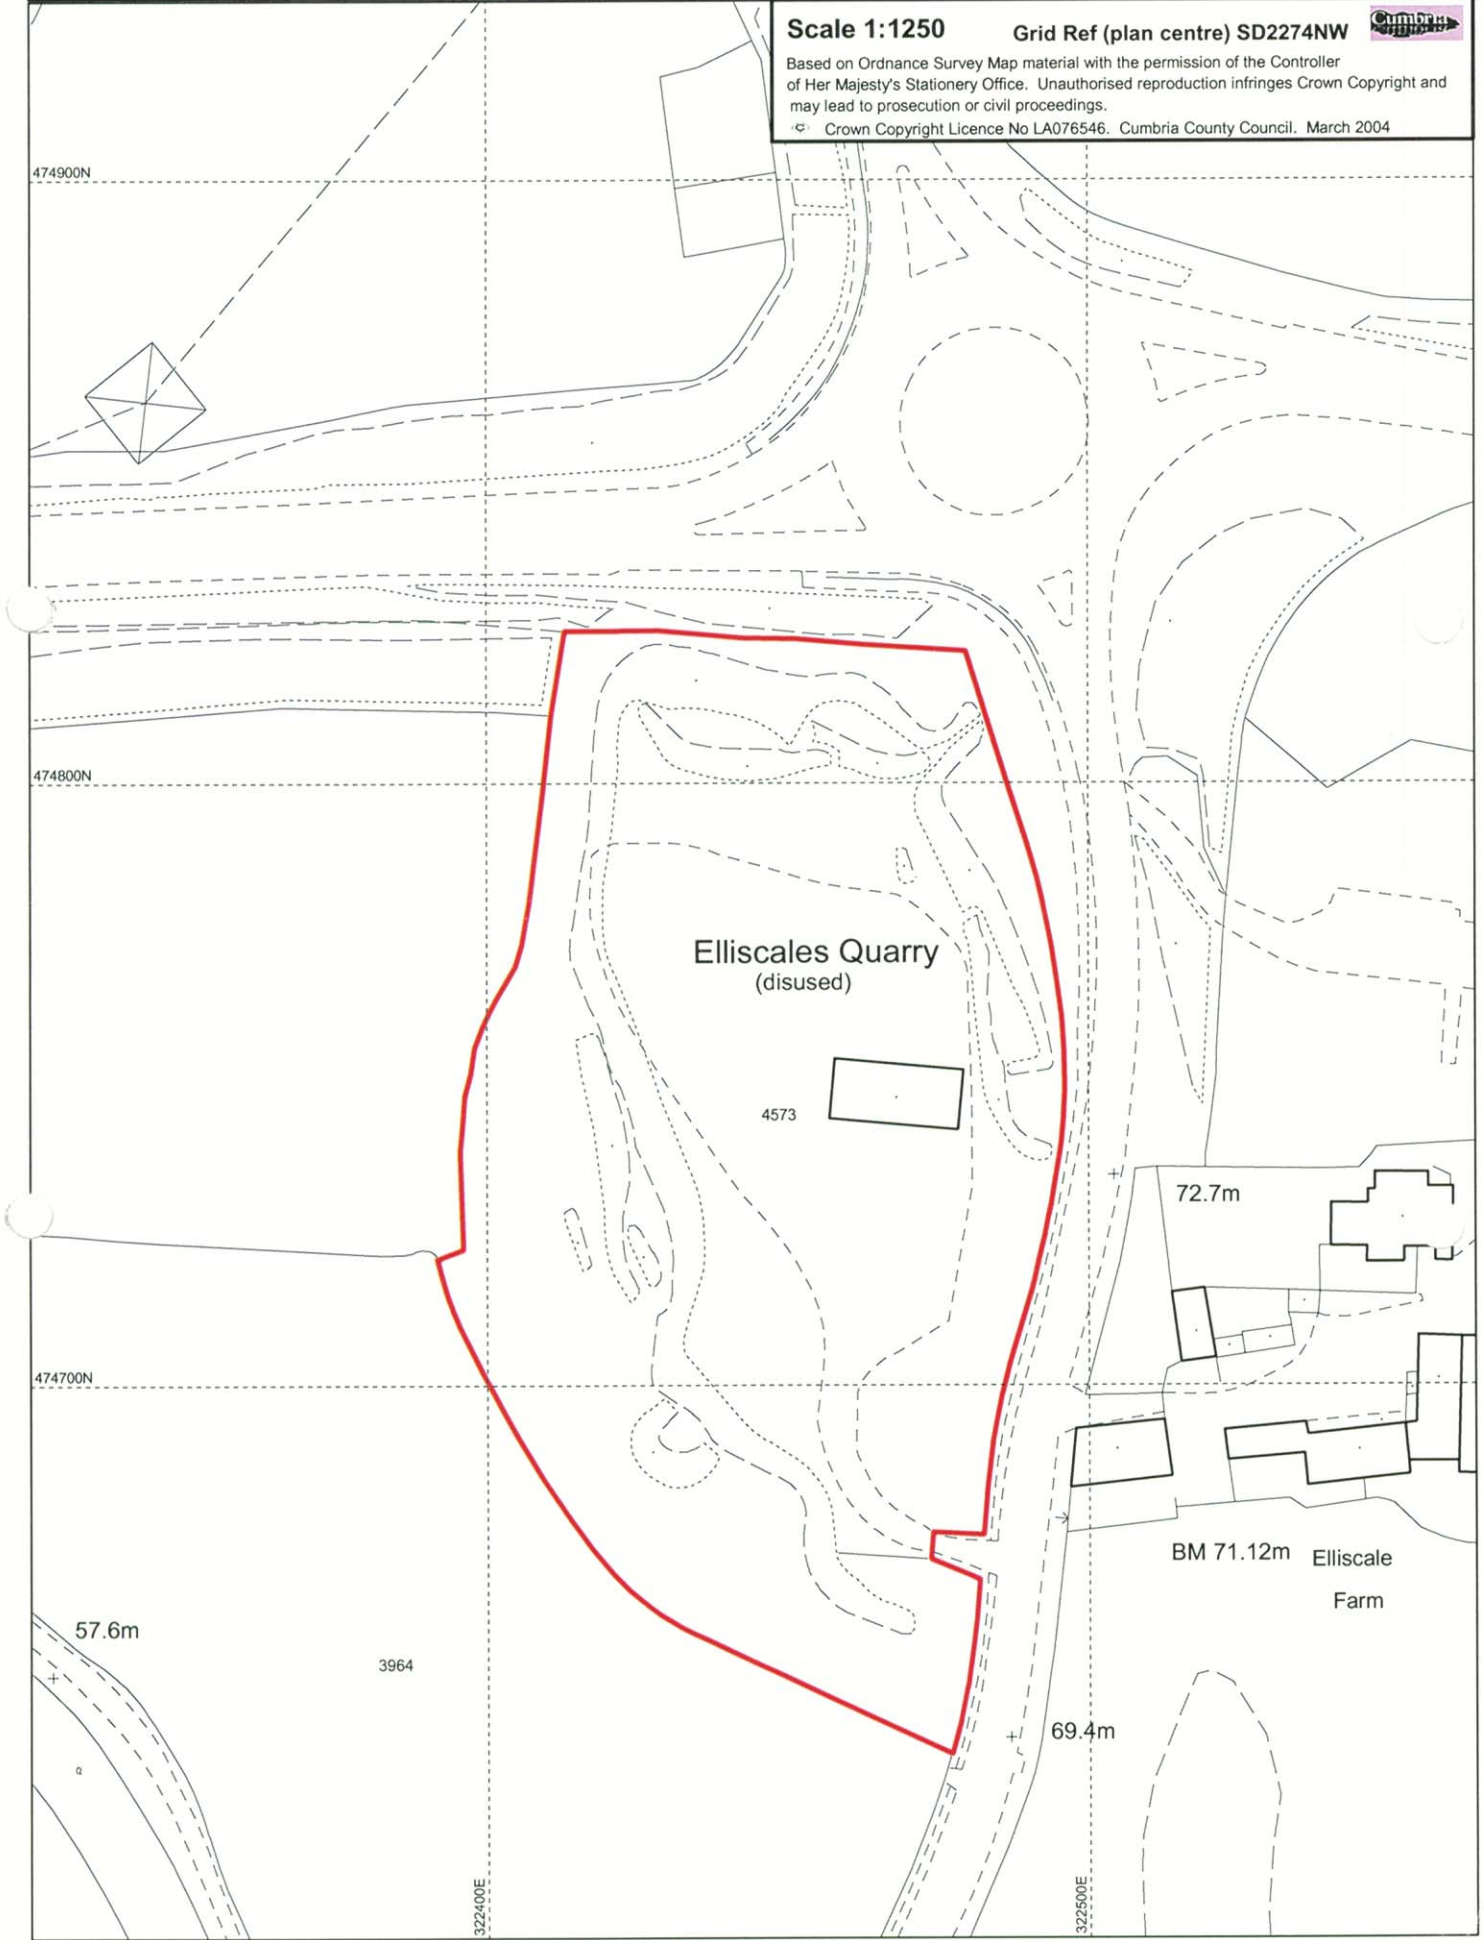 Scale 1:1250 Grid Ref (plan centre) SD2274NW Cumbria
Based on Ordnance Survey Map material with the permission of the Controller
of Her Majesty's Stationery Office. Unauthorised reproduction infringes Crown Copyright and
may lead to prosecution or civil proceedings.
© Crown Copyright Licence No LA076546. Cumbria County Council. March 2004
474900N
474800N
Elliscales Quarry
(disused)
4573
72.7m
474700N
BM 71.12m
Elliscale
Farm
57.6m
3964
69.4m
322400E
322500E